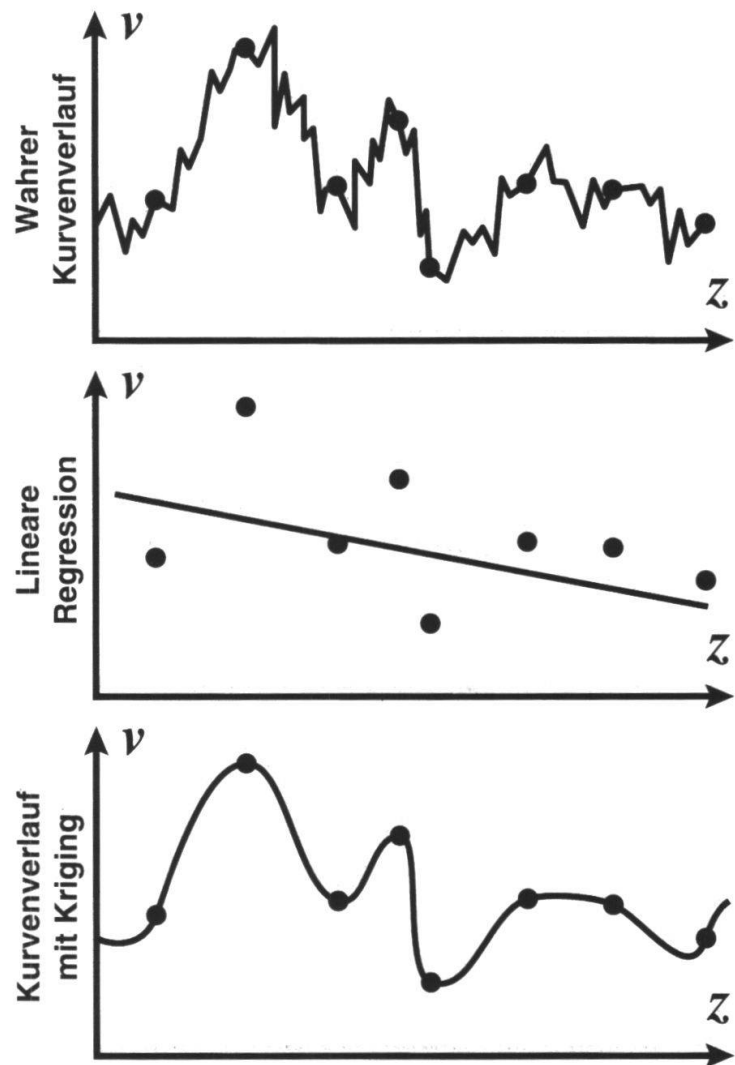 v
Wahrer
Kurvenverlauf
z
v
Lineare
Regression
z
v
Kurvenverlauf
mit Kriging
z